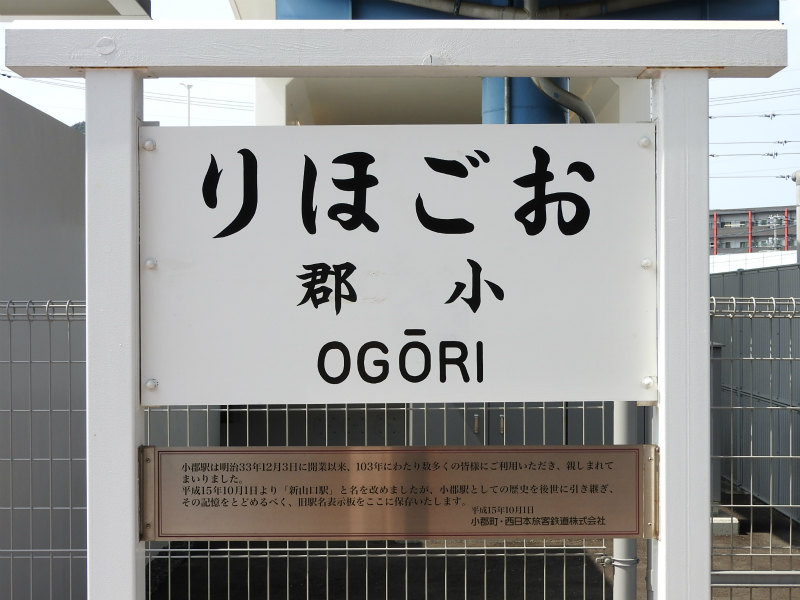 おごほり
小郡
OGŌRI
小郡駅は明治33年12月3日に開業以来、103年にわたり数多くの皆様にご利用いただき、親しまれて
まいりました。
平成15年10月1日より「新山口駅」と名を改めましたが、小郡駅としての歴史を後世に引き継ぎ、
その記憶をとどめるべく、旧駅名表示板をここに保存いたします。
平成15年10月1日
小郡町・西日本旅客鉄道株式会社